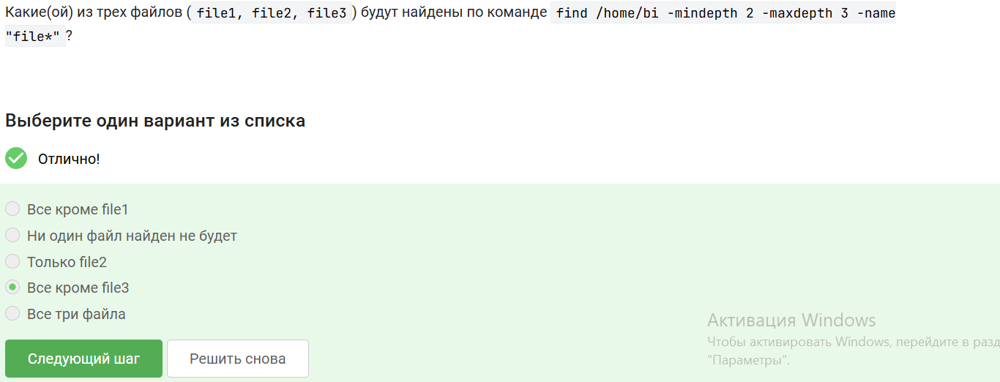 Какие(ой) из трех файлов ( file1, file2, file3 ) будут найдены по команде find /home/bi -mindepth 2 -maxdepth 3 -name
"file*" ?
Выберите один вариант из списка
Отлично!
Все кроме file1
Ни один файл найден не будет
Только file2
Все кроме file3
Все три файла
Активация Windows
Чтобы активировать Windows, перейдите в разд
"Параметры".
Следующий шаг
Решить снова